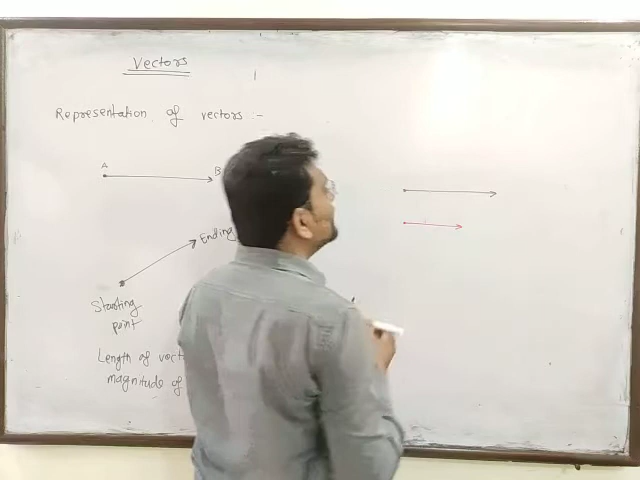 Vectors
Representation of vectors :-
A B
Ending
Starting
point
Length of vect
magnitude of